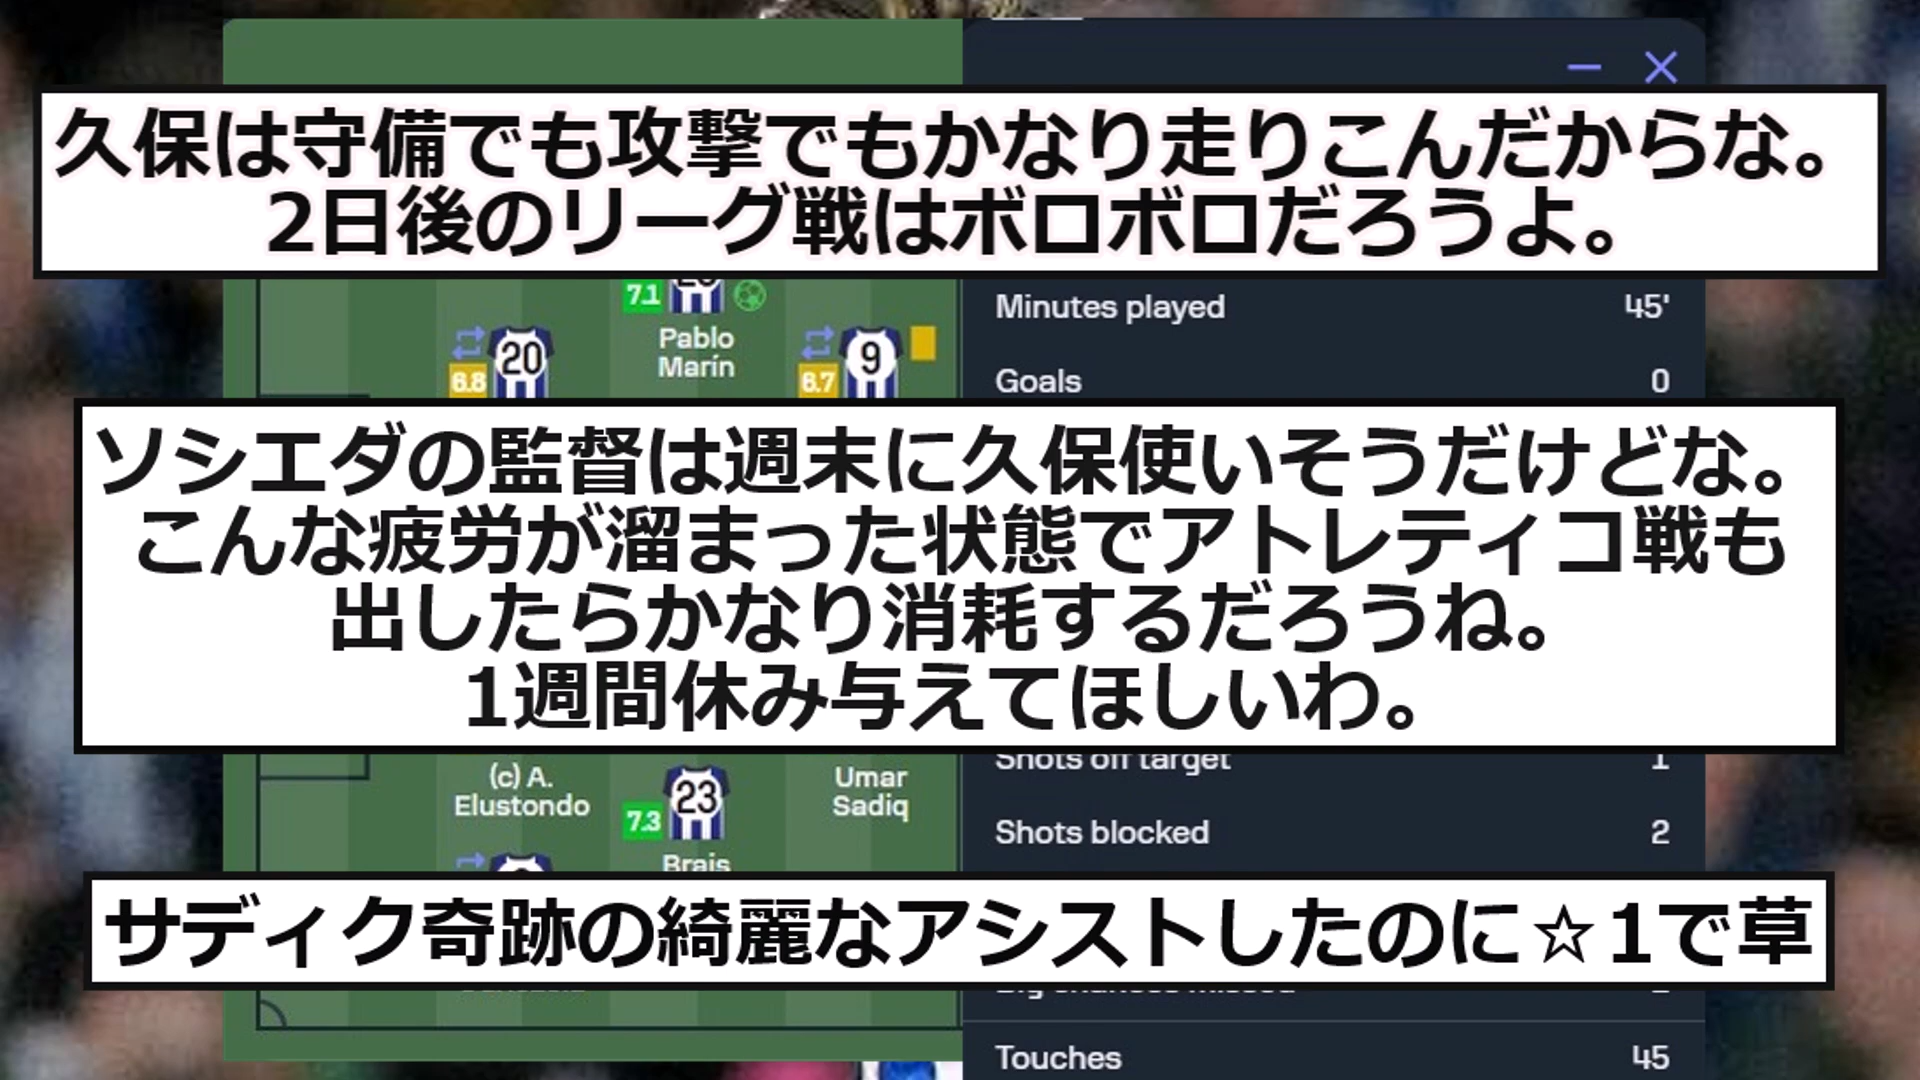 久保は守備でも攻撃でもかなり走りこんだからな。
2日後のリーグ戦はボロボロだろうよ。
7.1
Pablo
Marín
20
6.8
9
6.7
Minutes played 45'
Goals 0
ソシエダの監督は週末に久保使いそうだけどな。
こんな疲労が溜まった状態でアトレティコ戦も
出したらかなり消耗するだろうね。
1週間休み与えてほしいわ。
Shots off target 1
(c) A.
Elustondo
23
7.3
Brais
Umar
Sadiq
Shots blocked 2
サディク奇跡の綺麗なアシストしたのに☆1で草
Touches 45